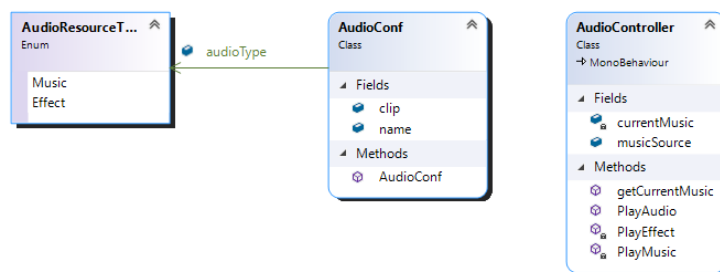 AudioResourceT...
Enum
Music
Effect
audioType
AudioConf
Class
Fields
clip
name
Methods
AudioConf
AudioController
Class
MonoBehaviour
Fields
currentMusic
musicSource
Methods
getCurrentMusic
PlayAudio
PlayEffect
PlayMusic